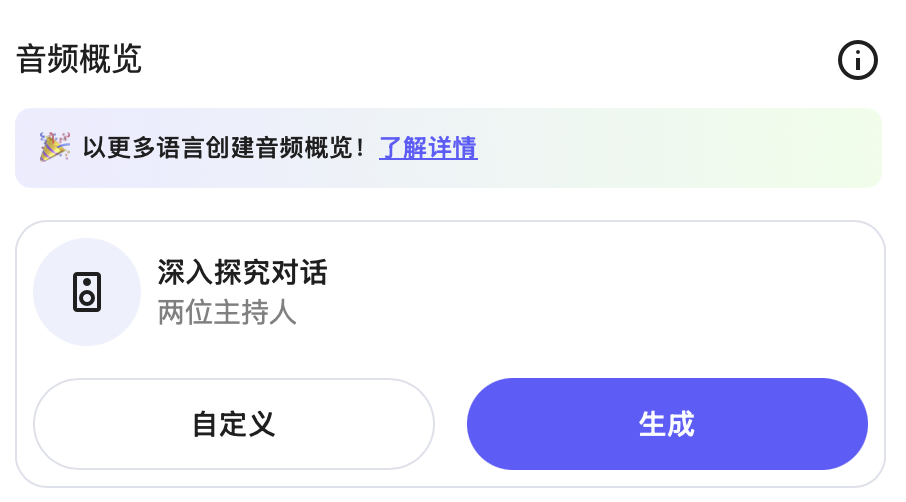 音频概览
🎉 以更多语言创建音频概览！了解详情
深入探究对话
两位主持人
自定义
生成